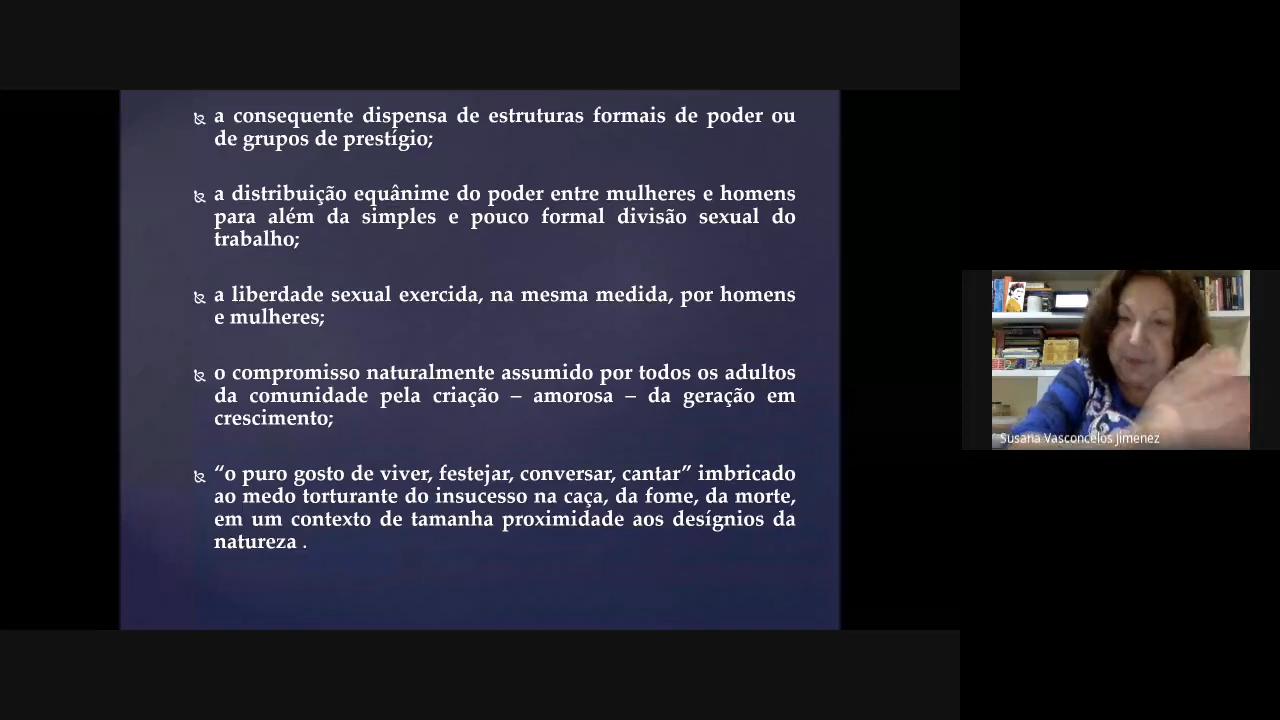 a consequente dispensa de estruturas formais de poder ou
de grupos de prestígio;
a distribuição equânime do poder entre mulheres e homens
para além da simples e pouco formal divisão sexual do
trabalho;
a liberdade sexual exercida, na mesma medida, por homens
e mulheres;
o compromisso naturalmente assumido por todos os adultos
da comunidade pela criação – amorosa – da geração em
crescimento;
“o puro gosto de viver, festejar, conversar, cantar” imbricado
ao medo torturante do insucesso na caça, da fome, da morte,
em um contexto de tamanha proximidade aos desígnios da
natureza .
Susana Vasconcelos Jimenez